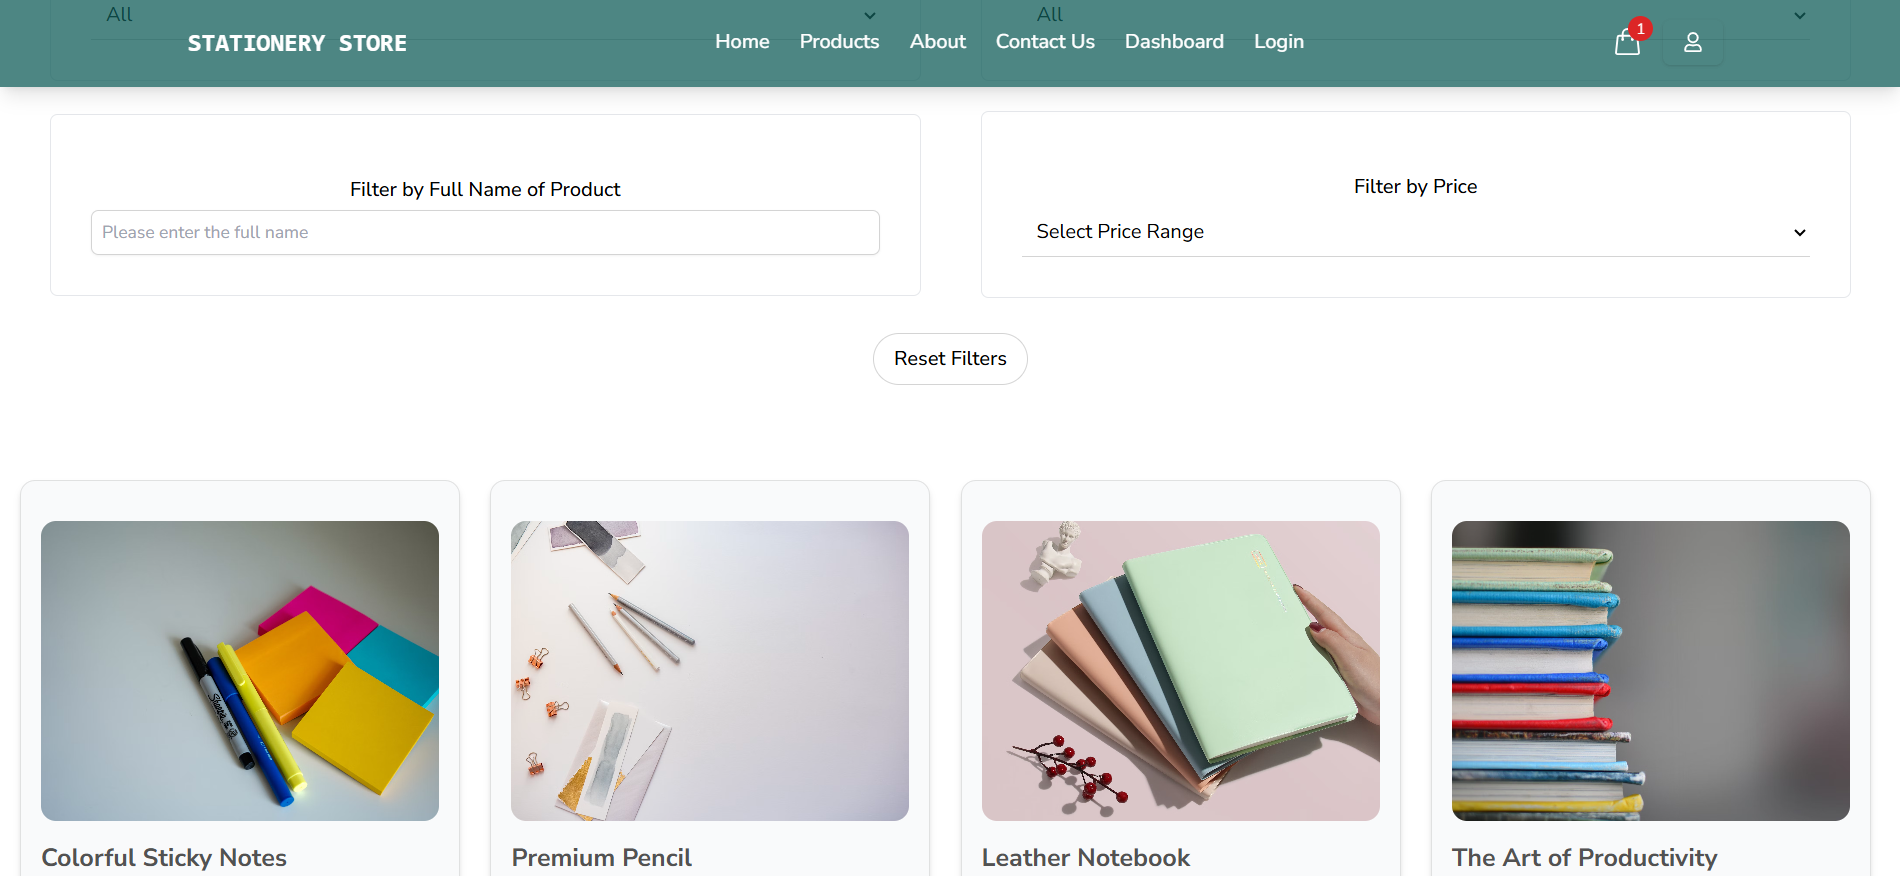 All
All
STATIONERY STORE
Home
Products
About
Contact Us
Dashboard
Login
1
Filter by Full Name of Product
Please enter the full name
Filter by Price
Select Price Range
Reset Filters
Sharpie
Colorful Sticky Notes
Premium Pencil
Leather Notebook
The Art of Productivity